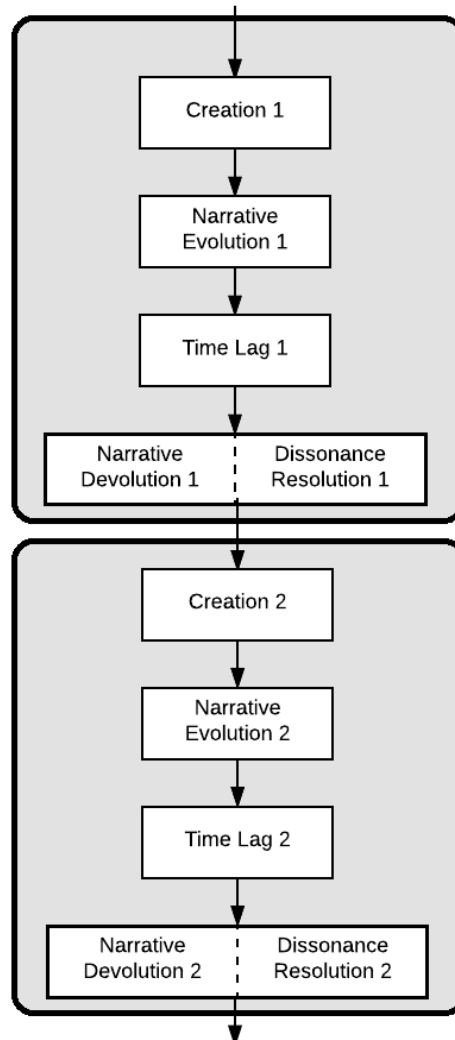 Creation 1
Narrative
Evolution 1
Time Lag 1
Narrative
Devolution 1
Dissonance
Resolution 1
Creation 2
Narrative
Evolution 2
Time Lag 2
Narrative
Devolution 2
Dissonance
Resolution 2